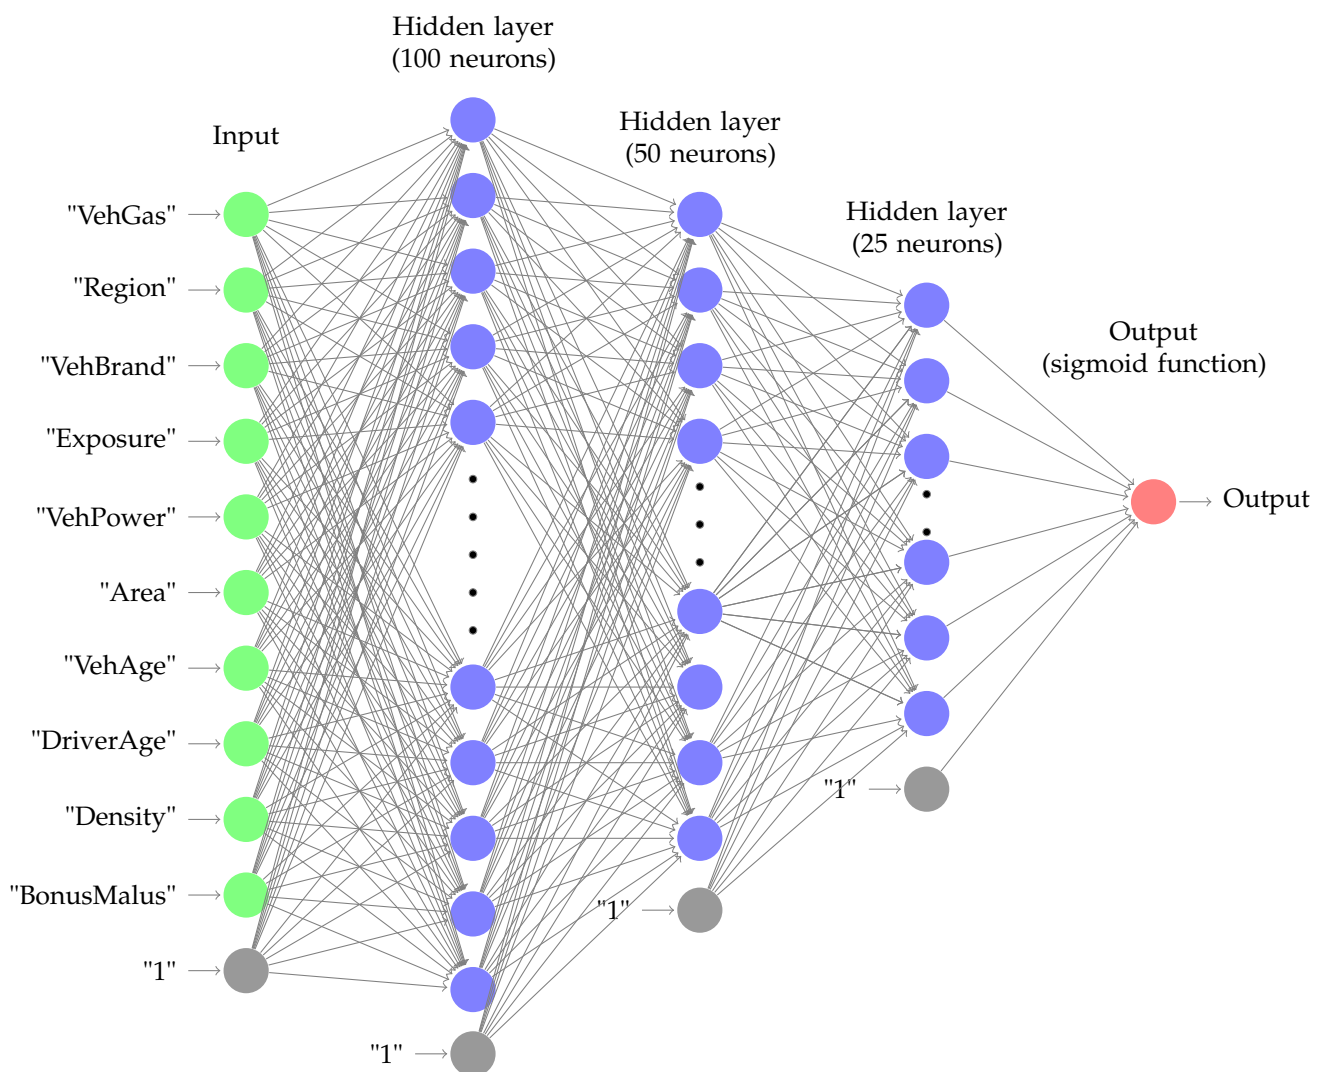 Hidden layer
(100 neurons)
Input
Hidden layer
(50 neurons)
Hidden layer
(25 neurons)
Output
(sigmoid function)
"VehGas"
"Region"
"VehBrand"
"Exposure"
"VehPower"
"Area"
"VehAge"
"DriverAge"
"Density"
"BonusMalus"
"1"
"1"
"1"
"1"
Output